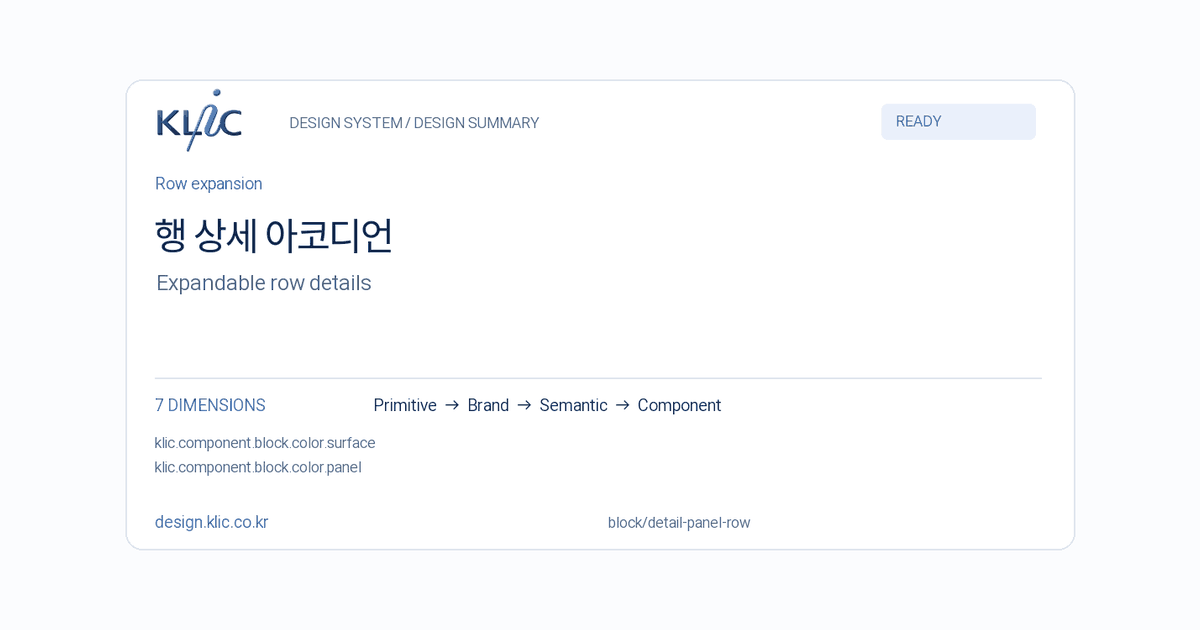 KLiC
DESIGN SYSTEM / DESIGN SUMMARY
READY
Row expansion
행 상세 아코디언
Expandable row details
7 DIMENSIONS
Primitive → Brand → Semantic → Component
klic.component.block.color.surface
klic.component.block.color.panel
design.klic.co.kr
block/detail-panel-row